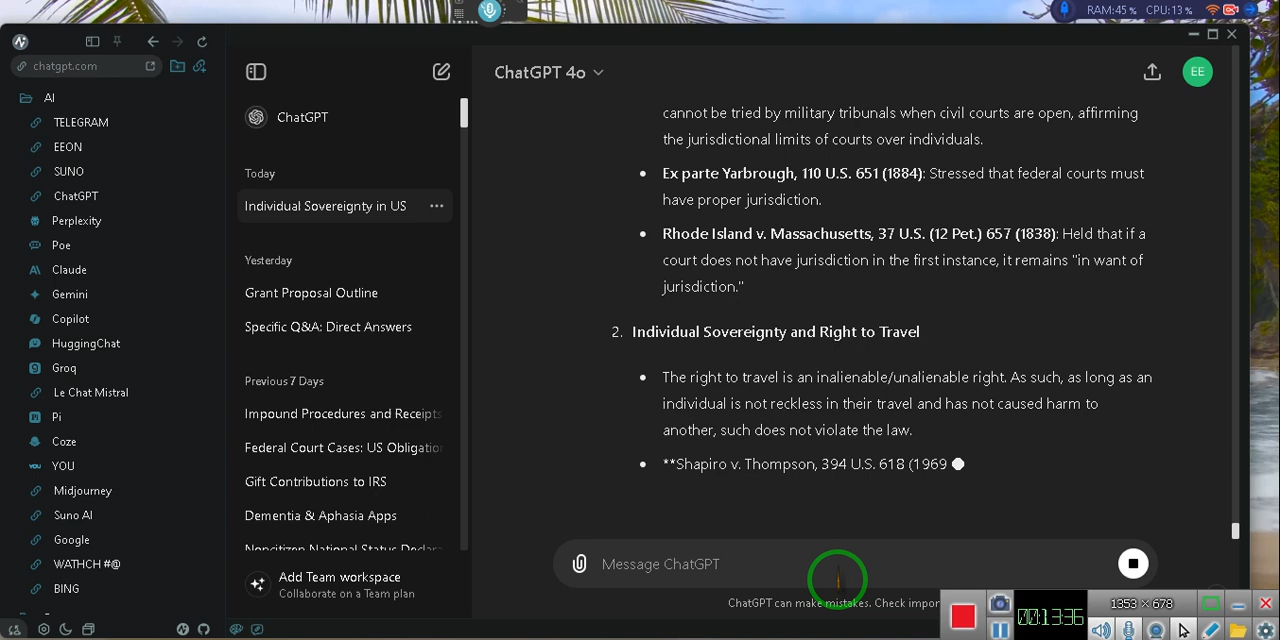 RAM:45% CPU:13%
chatgpt.com
AI
TELEGRAM
EEON
SUNO
ChatGPT
Perplexity
Poe
Claude
Gemini
Copilot
HuggingChat
Groq
Le Chat Mistral
Pi
Coze
YOU
Midjourney
Suno AI
Google
WATHCH #@
BING
ChatGPT
Today
Individual Sovereignty in US
Yesterday
Grant Proposal Outline
Specific Q&A: Direct Answers
Previous 7 Days
Impound Procedures and Receipts
Federal Court Cases: US Obligation
Gift Contributions to IRS
Dementia & Aphasia Apps
Noncitizen National Status Declar
Add Team workspace
Collaborate on a Team plan
ChatGPT 4o
EE
cannot be tried by military tribunals when civil courts are open, affirming
the jurisdictional limits of courts over individuals.
• Ex parte Yarbrough, 110 U.S. 651 (1884): Stressed that federal courts must
have proper jurisdiction.
• Rhode Island v. Massachusetts, 37 U.S. (12 Pet.) 657 (1838): Held that if a
court does not have jurisdiction in the first instance, it remains "in want of
jurisdiction."
2. Individual Sovereignty and Right to Travel
• The right to travel is an inalienable/unalienable right. As such, as long as an
individual is not reckless in their travel and has not caused harm to
another, such does not violate the law.
• **Shapiro v. Thompson, 394 U.S. 618 (1969
Message ChatGPT
ChatGPT can make mistakes. Check impor
00:13:36
1353 × 678